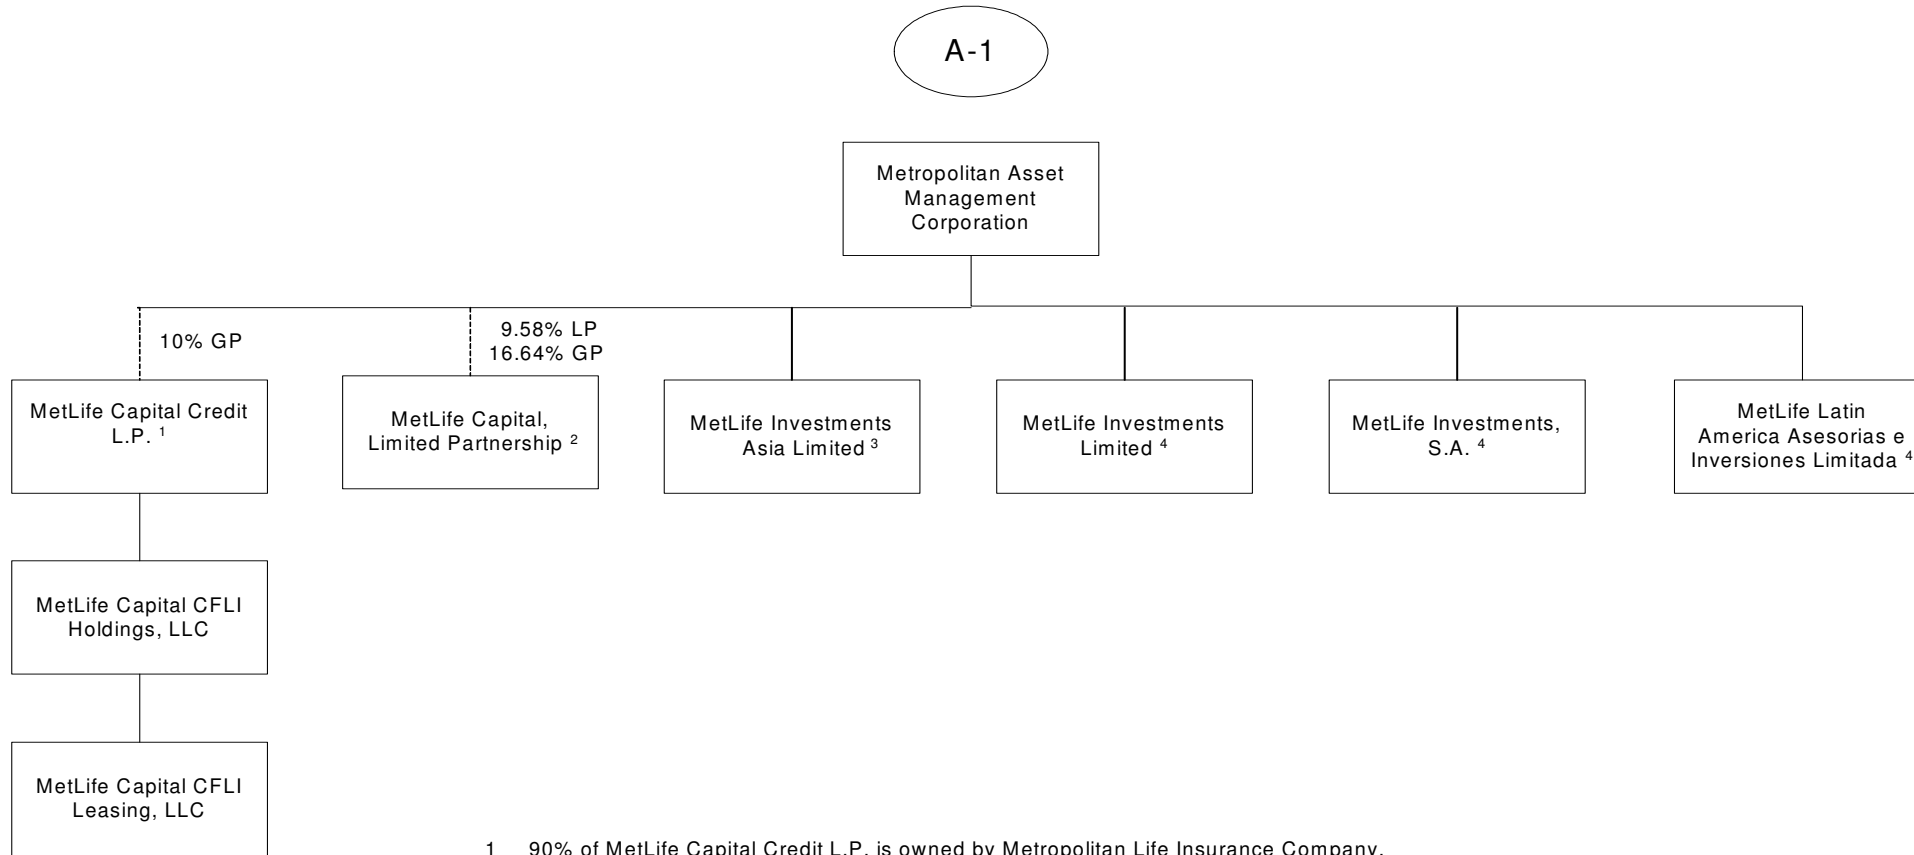 A-1
Metropolitan Asset
Management
Corporation
10% GP
9.58% LP
16.64% GP
MetLife Capital Credit
L.P. 1
MetLife Capital,
Limited Partnership 2
MetLife Investments
Asia Limited 3
MetLife Investments
Limited 4
MetLife Investments,
S.A. 4
MetLife Latin
America Asesorias e
Inversiones Limitada 4
MetLife Capital CFLI
Holdings, LLC
MetLife Capital CFLI
Leasing, LLC
1 90% of MetLife Capital Credit L.P. is owned by Metropolitan Life Insurance Company.